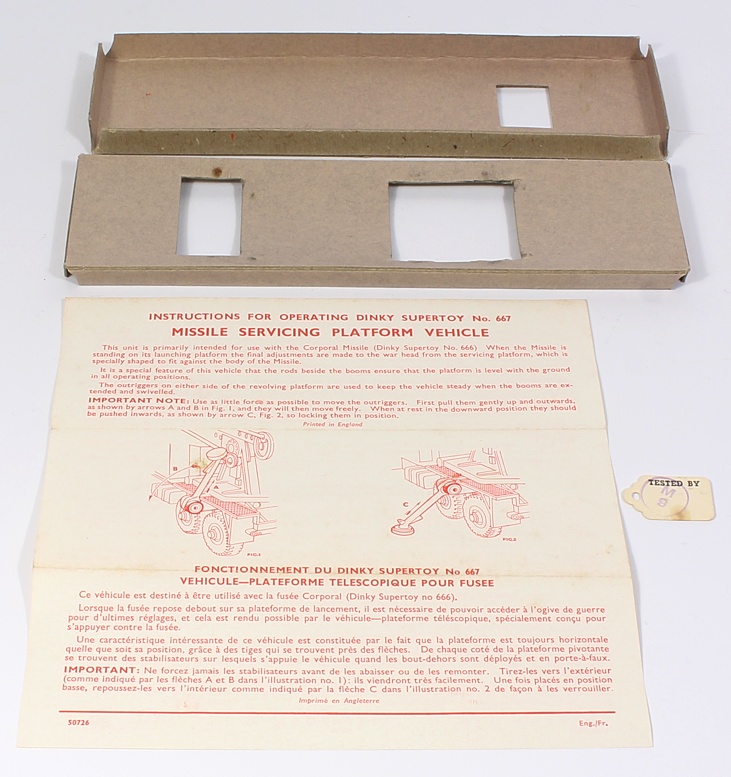 INSTRUCTIONS FOR OPERATING DINKY SUPERTOY No. 667
MISSILE SERVICING PLATFORM VEHICLE
This unit is primarily intended for use with the Corporal Missile (Dinky Supertoy No. 666) When the Missile is
standing on its launching platform the final adjustments are made to the war head from the servicing platform, which is
specially shaped to fit against the body of the Missile.
It is a special feature of this vehicle that the rods beside the booms ensure that the platform is level with the ground
in all operating positions.
The outriggers on either side of the revolving platform are used to keep the vehicle steady when the booms are ex-
tended and swivelled.
IMPORTANT NOTE: Use as little force as possible to move the outriggers. First pull them gently up and outwards,
as shown by arrows A and B in Fig. 1, and they will then move freely. When at rest in the downward position they should
be pushed inwards, as shown by arrow C, Fig. 2, so locking them in position.
Printed in England
B
A
FIG.1
C
FIG.2
TESTED BY
M
9
FONCTIONNEMENT DU DINKY SUPERTOY No 667
VEHICULE—PLATEFORME TELESCOPIQUE POUR FUSEE
Ce véhicule est destiné à être utilisé avec la fusée Corporal (Dinky Supertoy no 666).
Lorsque la fusée repose debout sur sa plateforme de lancement, il est nécessaire de pouvoir accéder à l'ogive de guerre
pour d'ultimes réglages, et cela est rendu possible par le véhicule—plateforme téléscopique, spécialement conçu pour
s'appuyer contre la fusée.
Une caractéristique intéressante de ce véhicule est constituée par le fait que la plateforme est toujours horizontale
quelle que soit sa position, grâce à des tiges qui se trouvent près des flèches. De chaque coté de la plateforme pivotante
se trouvent des stabilisateurs sur lesquels s'appuie le véhicule quand les bout-dehors sont déployés et en porte-à-faux.
IMPORTANT: Ne forcez jamais les stabilisateurs avant de les abaisser ou de les remonter. Tirez-les vers l'extérieur
(comme indiqué par les flèches A et B dans l'illustration no. 1): ils viendront très facilement. Une fois placés en position
basse, repoussez-les vers l'intérieur comme indiqué par la flèche C dans l'illustration no. 2 de façon à les verrouiller.
Imprimé en Angleterre
50726 Eng./Fr.